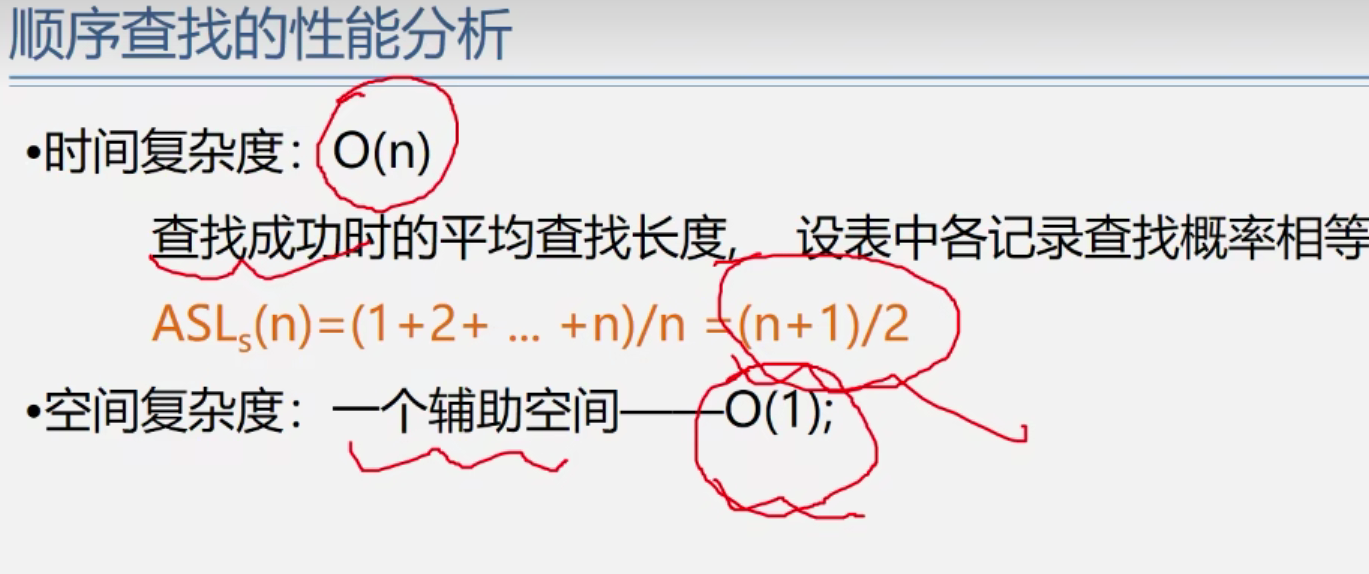 顺序查找的性能分析
•时间复杂度：O(n)
查找成功时的平均查找长度, 设表中各记录查找概率相等
ASLs(n)=(1+2+ ... +n)/n =(n+1)/2
•空间复杂度：一个辅助空间——O(1);